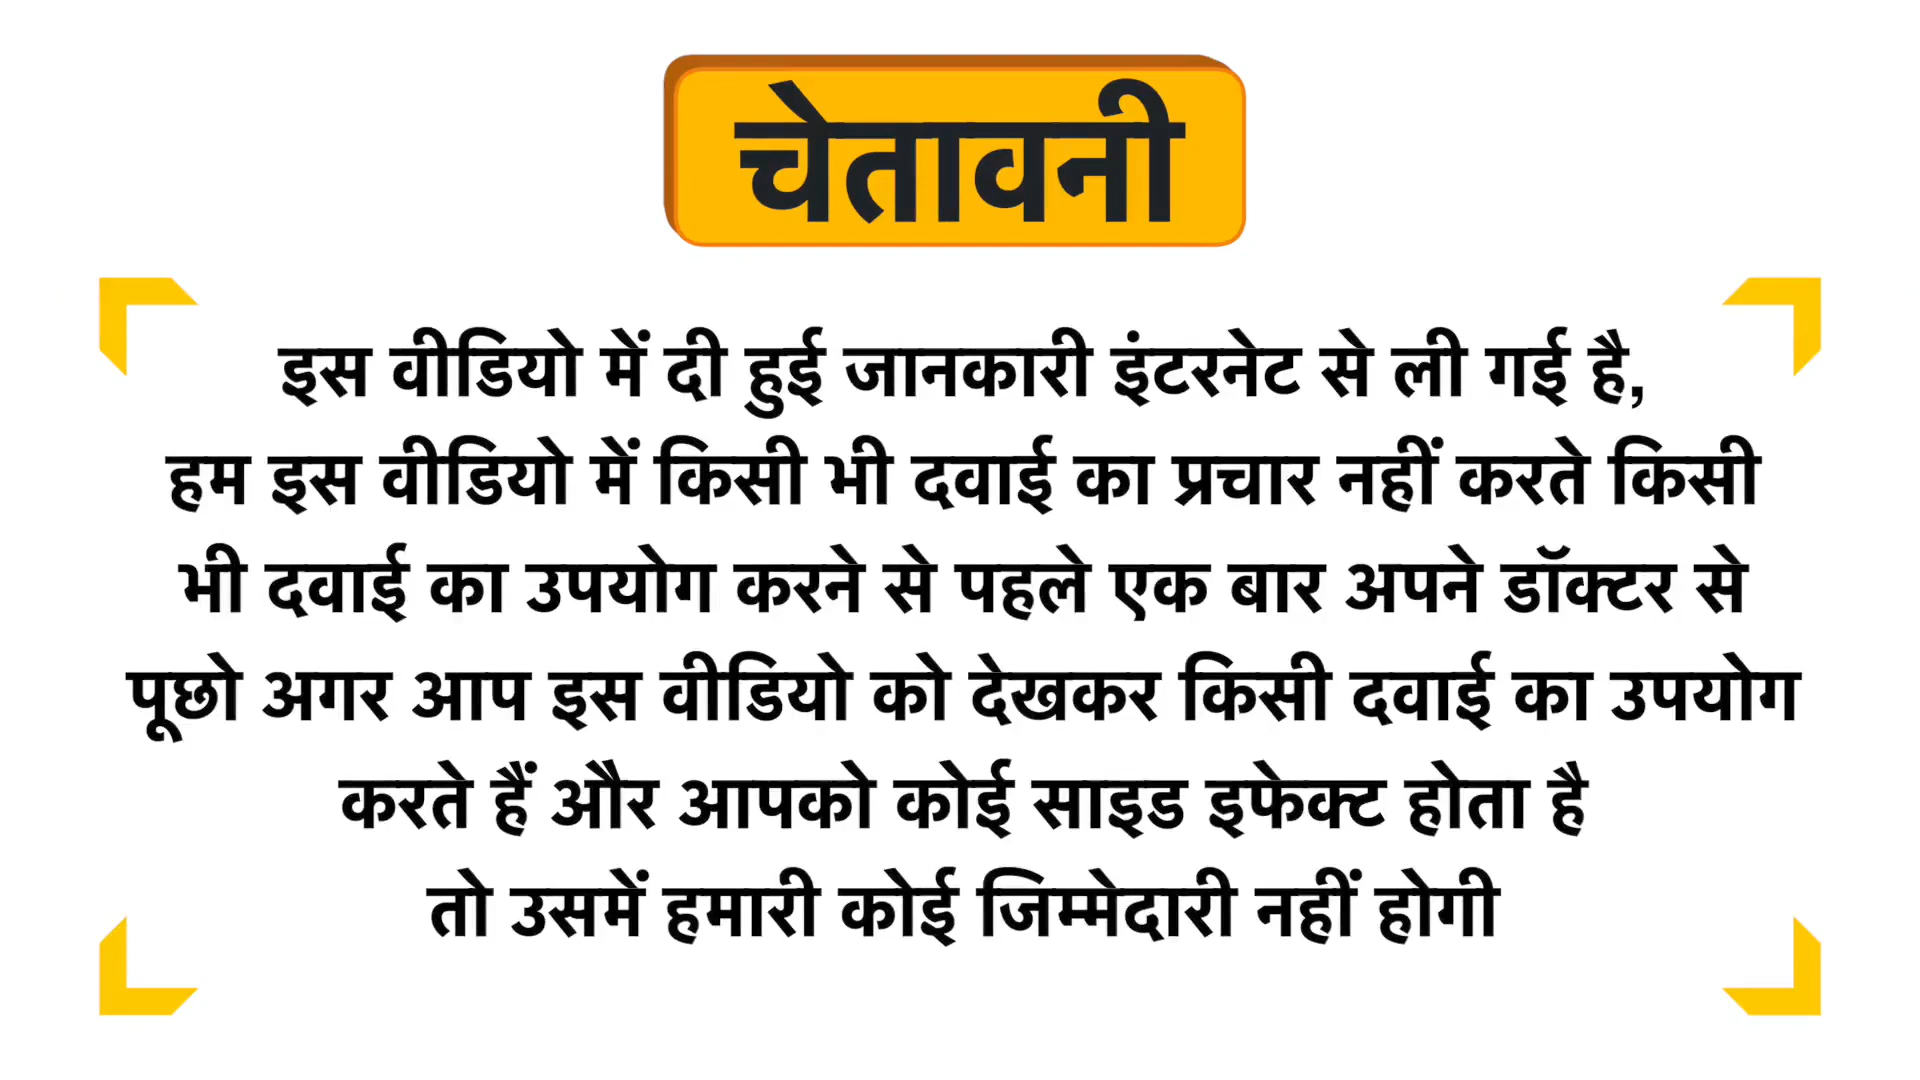 चेतावनी
इस वीडियो में दी हुई जानकारी इंटरनेट से ली गई है,
हम इस वीडियो में किसी भी दवाई का प्रचार नहीं करते किसी
भी दवाई का उपयोग करने से पहले एक बार अपने डॉक्टर से
पूछो अगर आप इस वीडियो को देखकर किसी दवाई का उपयोग
करते हैं और आपको कोई साइड इफेक्ट होता है
तो उसमें हमारी कोई जिम्मेदारी नहीं होगी